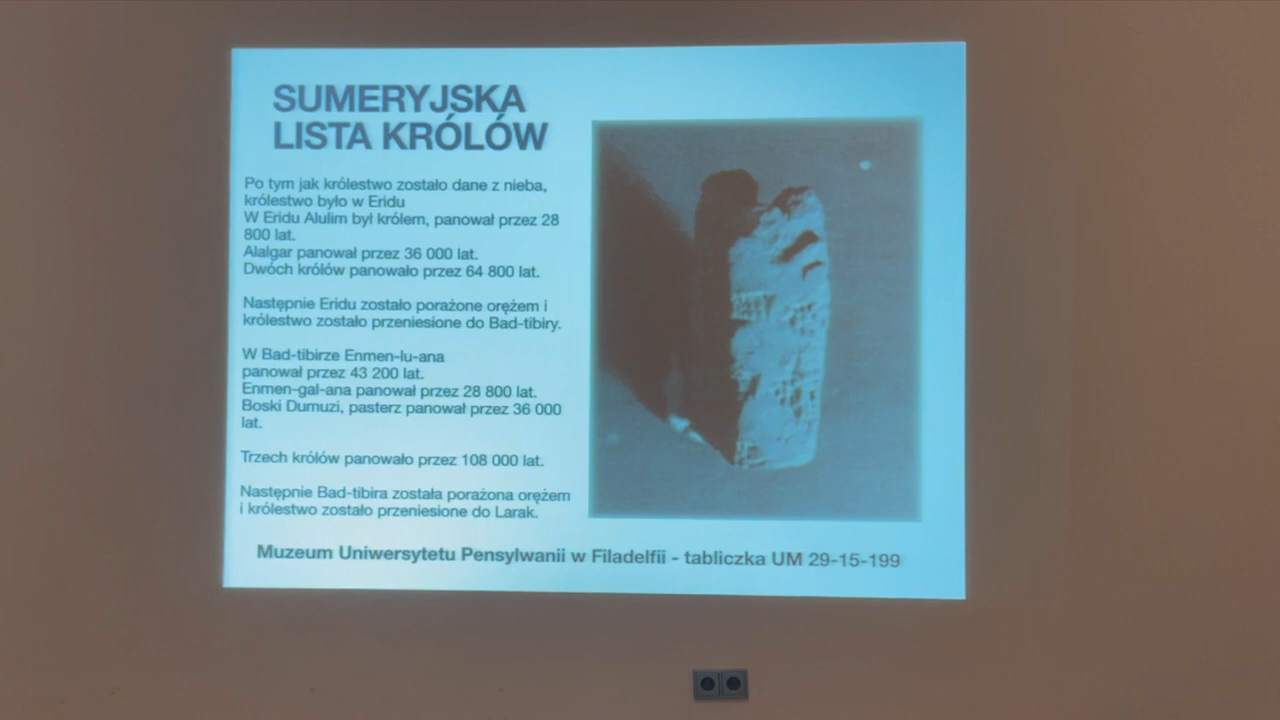 SUMERYJSKA
LISTA KRÓLÓW
Po tym jak królestwo zostało dane z nieba,
królestwo było w Eridu
W Eridu Alulim był królem, panował przez 28
800 lat.
Alalgar panował przez 36 000 lat.
Dwóch królów panowało przez 64 800 lat.
Następnie Eridu zostało porażone orężem i
królestwo zostało przeniesione do Bad-tibiry.
W Bad-tibirze Enmen-lu-ana
panował przez 43 200 lat.
Enmen-gal-ana panował przez 28 800 lat.
Boski Dumuzi, pasterz panował przez 36 000
lat.
Trzech królów panowało przez 108 000 lat.
Następnie Bad-tibira została porażona orężem
i królestwo zostało przeniesione do Larak.
Muzeum Uniwersytetu Pensylwanii w Filadelfii - tabliczka UM 29-15-199